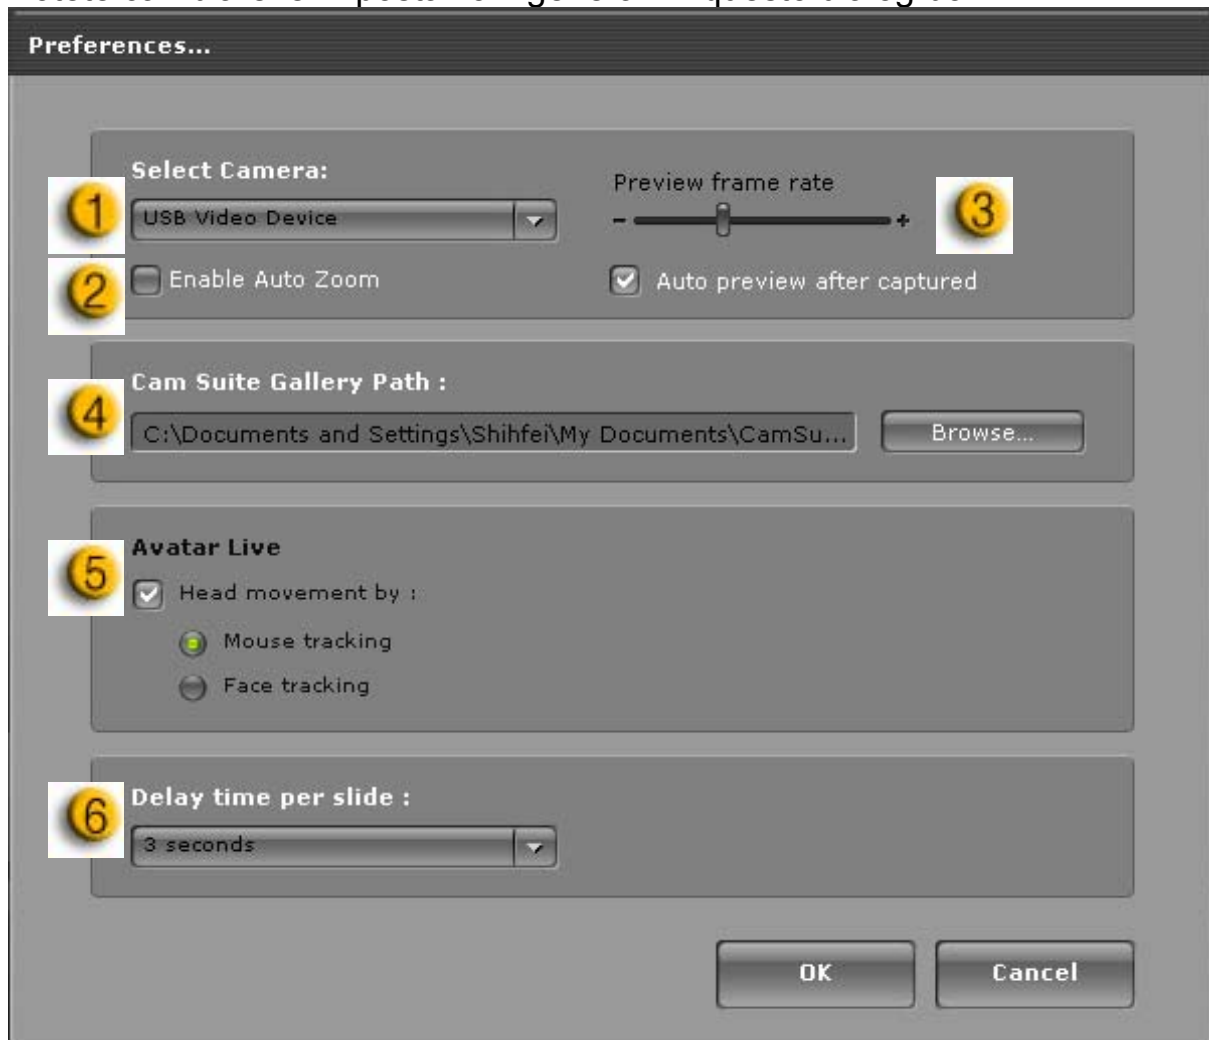 Preferences...
Select Camera:
Preview frame rate
1
USB Video Device
- +
3
2
Enable Auto Zoom
Auto preview after captured
Cam Suite Gallery Path :
4
C:\Documents and Settings\Shihfei\My Documents\CamSu...
Browse...
Avatar Live
5
Head movement by :
Mouse tracking
Face tracking
Delay time per slide :
6
3 seconds
OK
Cancel